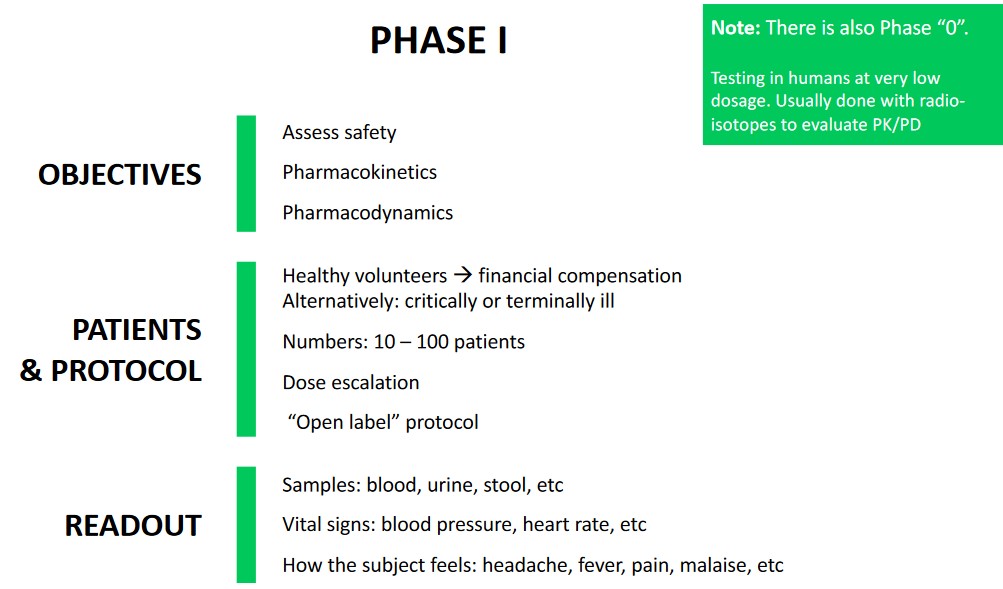 PHASE I
Note: There is also Phase “0”.
Testing in humans at very low
dosage. Usually done with radio-
isotopes to evaluate PK/PD
OBJECTIVES
Assess safety
Pharmacokinetics
Pharmacodynamics
PATIENTS
& PROTOCOL
Healthy volunteers → financial compensation
Alternatively: critically or terminally ill
Numbers: 10 – 100 patients
Dose escalation
“Open label” protocol
READOUT
Samples: blood, urine, stool, etc
Vital signs: blood pressure, heart rate, etc
How the subject feels: headache, fever, pain, malaise, etc